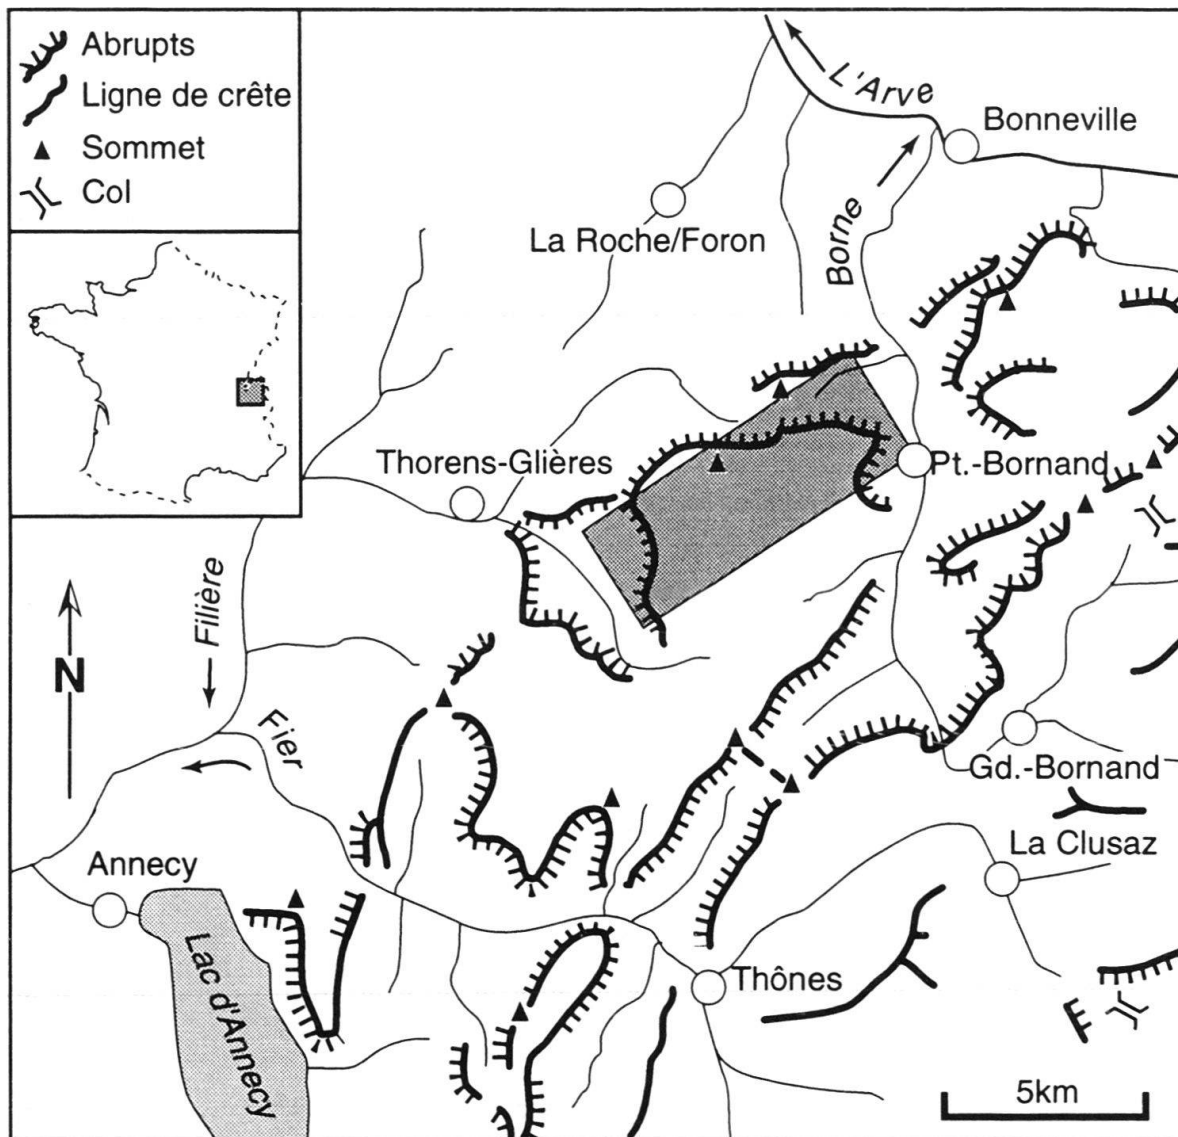 Abrupts
Ligne de crête
Sommet
Col
L'Arve
Bonneville
La Roche/Foron
Borne
Thorens-Glières
Pt.-Bornand
Filière
N
Fier
Gd.-Bornand
La Clusaz
Annecy
Lac d'Annecy
Thônes
5km